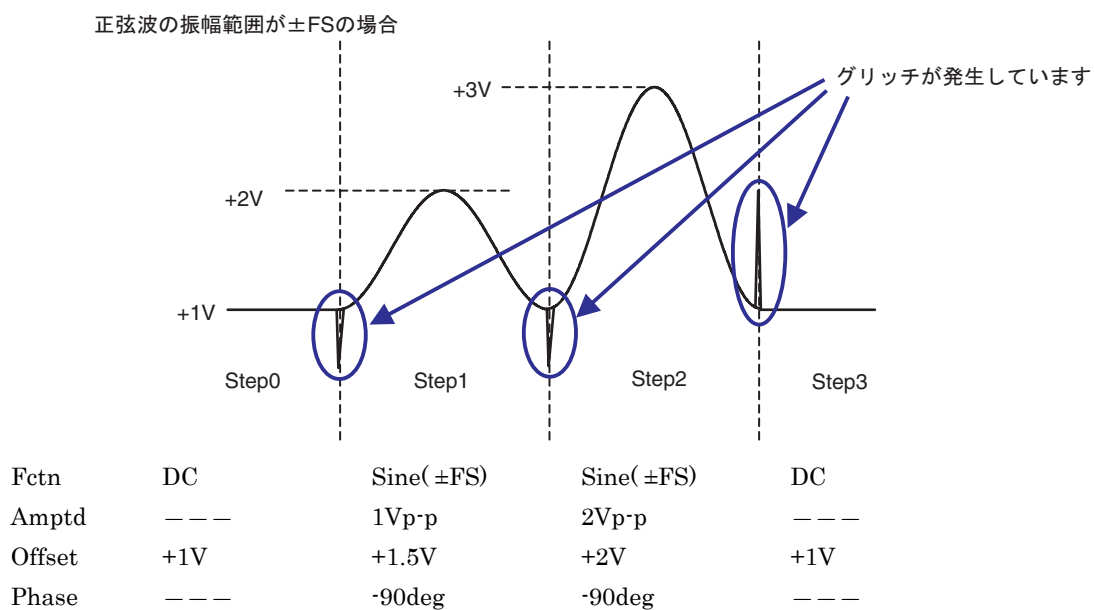 正弦波の振幅範囲が±FSの場合
グリッチが発生しています
+3V
+2V
+1V
Step0 Step1 Step2 Step3
Fctn DC Sine( ±FS) Sine( ±FS) DC
Amptd −−− 1Vp-p 2Vp-p −−−
Offset +1V +1.5V +2V +1V
Phase −−− -90deg -90deg −−−